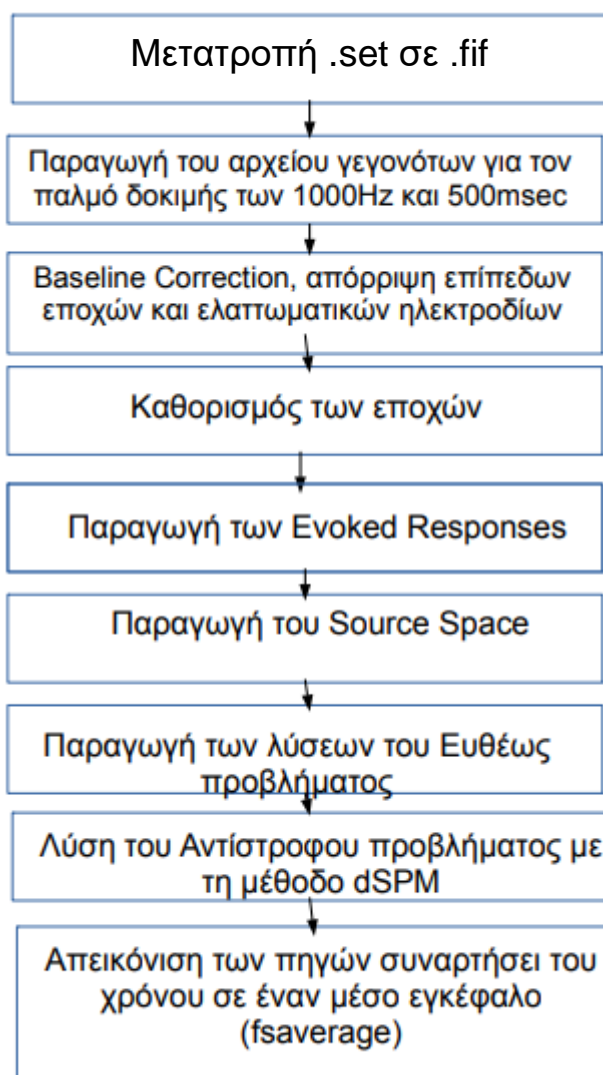 Μετατροπή .set σε .fif
Παραγωγή του αρχείου γεγονότων για τον
παλμό δοκιμής των 1000Hz και 500msec
Baseline Correction, απόρριψη επίπεδων
εποχών και ελαττωματικών ηλεκτροδίων
Καθορισμός των εποχών
Παραγωγή των Evoked Responses
Παραγωγή του Source Space
Παραγωγή των λύσεων του Ευθέως
προβλήματος
Λύση του Αντίστροφου προβλήματος με
τη μέθοδο dSPM
Απεικόνιση των πηγών συναρτήσει του
χρόνου σε έναν μέσο εγκέφαλο
(fsaverage)